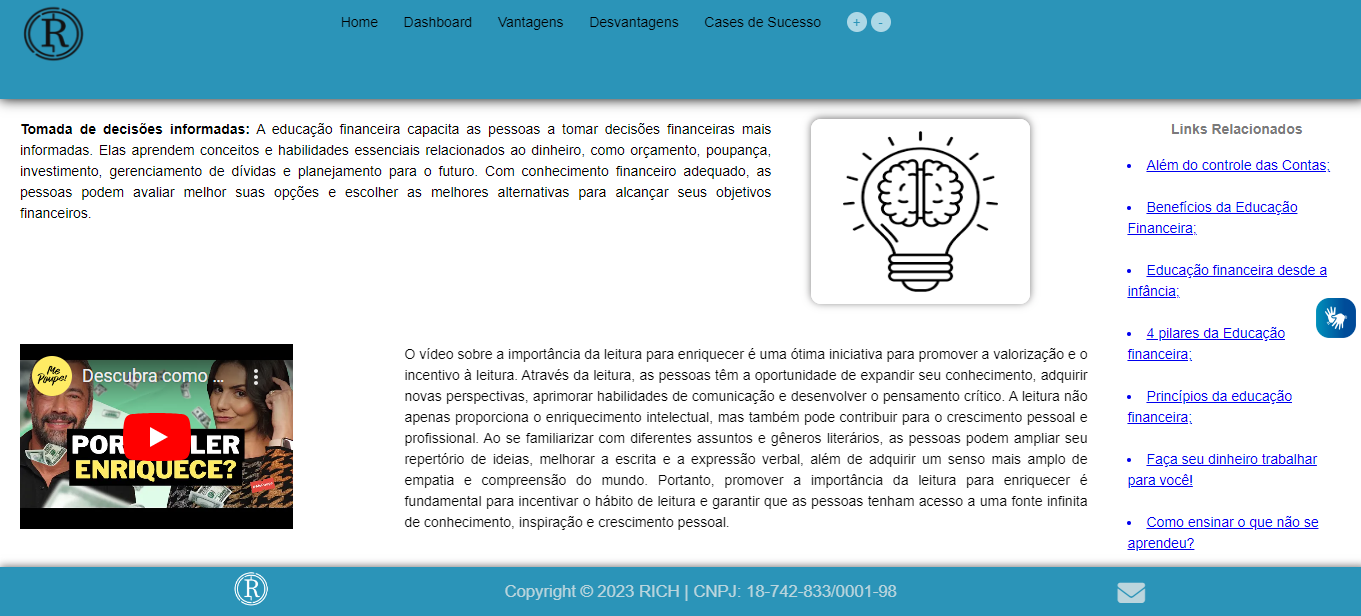 R
Home Dashboard Vantagens Desvantagens Cases de Sucesso + -
Tomada de decisões informadas: A educação financeira capacita as pessoas a tomar decisões financeiras mais
informadas. Elas aprendem conceitos e habilidades essenciais relacionados ao dinheiro, como orçamento, poupança,
investimento, gerenciamento de dívidas e planejamento para o futuro. Com conhecimento financeiro adequado, as
pessoas podem avaliar melhor suas opções e escolher as melhores alternativas para alcançar seus objetivos
financeiros.
Me
Poupe!
Descubra como ...
POR LER
ENRIQUECE?
O vídeo sobre a importância da leitura para enriquecer é uma ótima iniciativa para promover a valorização e o
incentivo à leitura. Através da leitura, as pessoas têm a oportunidade de expandir seu conhecimento, adquirir
novas perspectivas, aprimorar habilidades de comunicação e desenvolver o pensamento crítico. A leitura não
apenas proporciona o enriquecimento intelectual, mas também pode contribuir para o crescimento pessoal e
profissional. Ao se familiarizar com diferentes assuntos e gêneros literários, as pessoas podem ampliar seu
repertório de ideias, melhorar a escrita e a expressão verbal, além de adquirir um senso mais amplo de
empatia e compreensão do mundo. Portanto, promover a importância da leitura para enriquecer é
fundamental para incentivar o hábito de leitura e garantir que as pessoas tenham acesso a uma fonte infinita
de conhecimento, inspiração e crescimento pessoal.
Links Relacionados
• Além do controle das Contas;
• Benefícios da Educação
Financeira;
• Educação financeira desde a
infância;
• 4 pilares da Educação
financeira;
• Princípios da educação
financeira;
• Faça seu dinheiro trabalhar
para você!
• Como ensinar o que não se
aprendeu?
R
Copyright © 2023 RICH | CNPJ: 18-742-833/0001-98